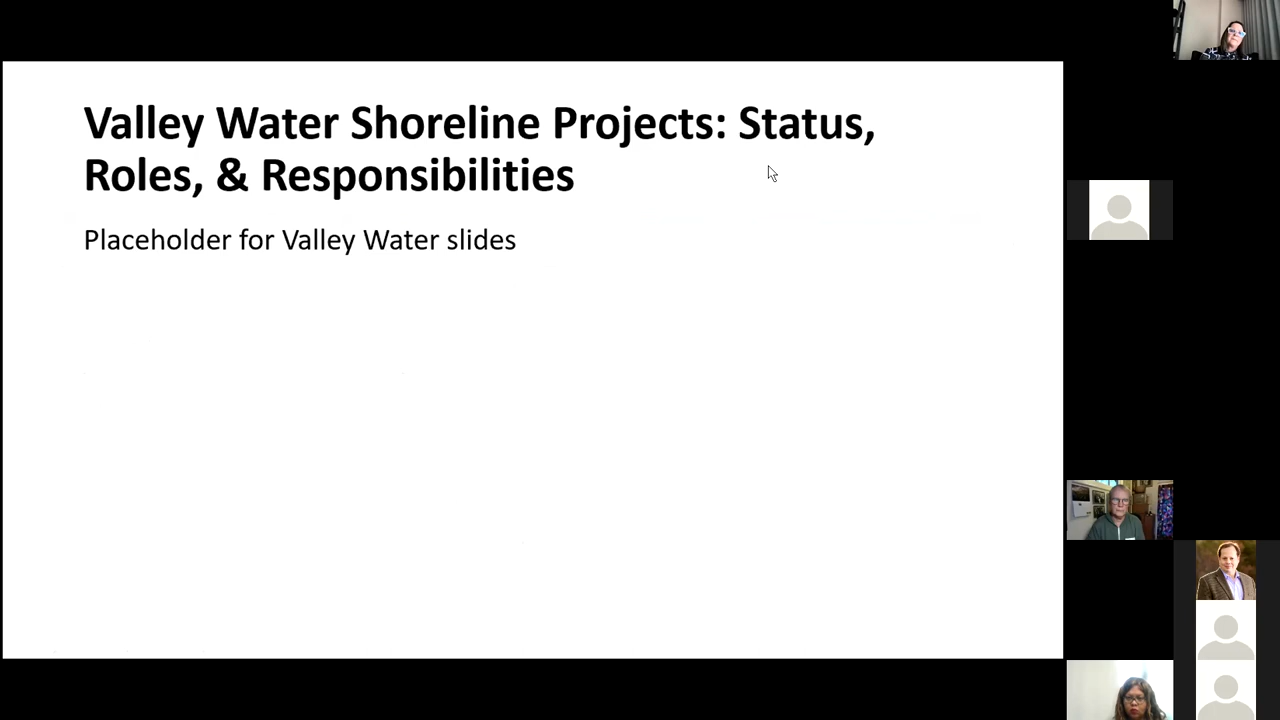 Valley Water Shoreline Projects: Status,
Roles, & Responsibilities
Placeholder for Valley Water slides